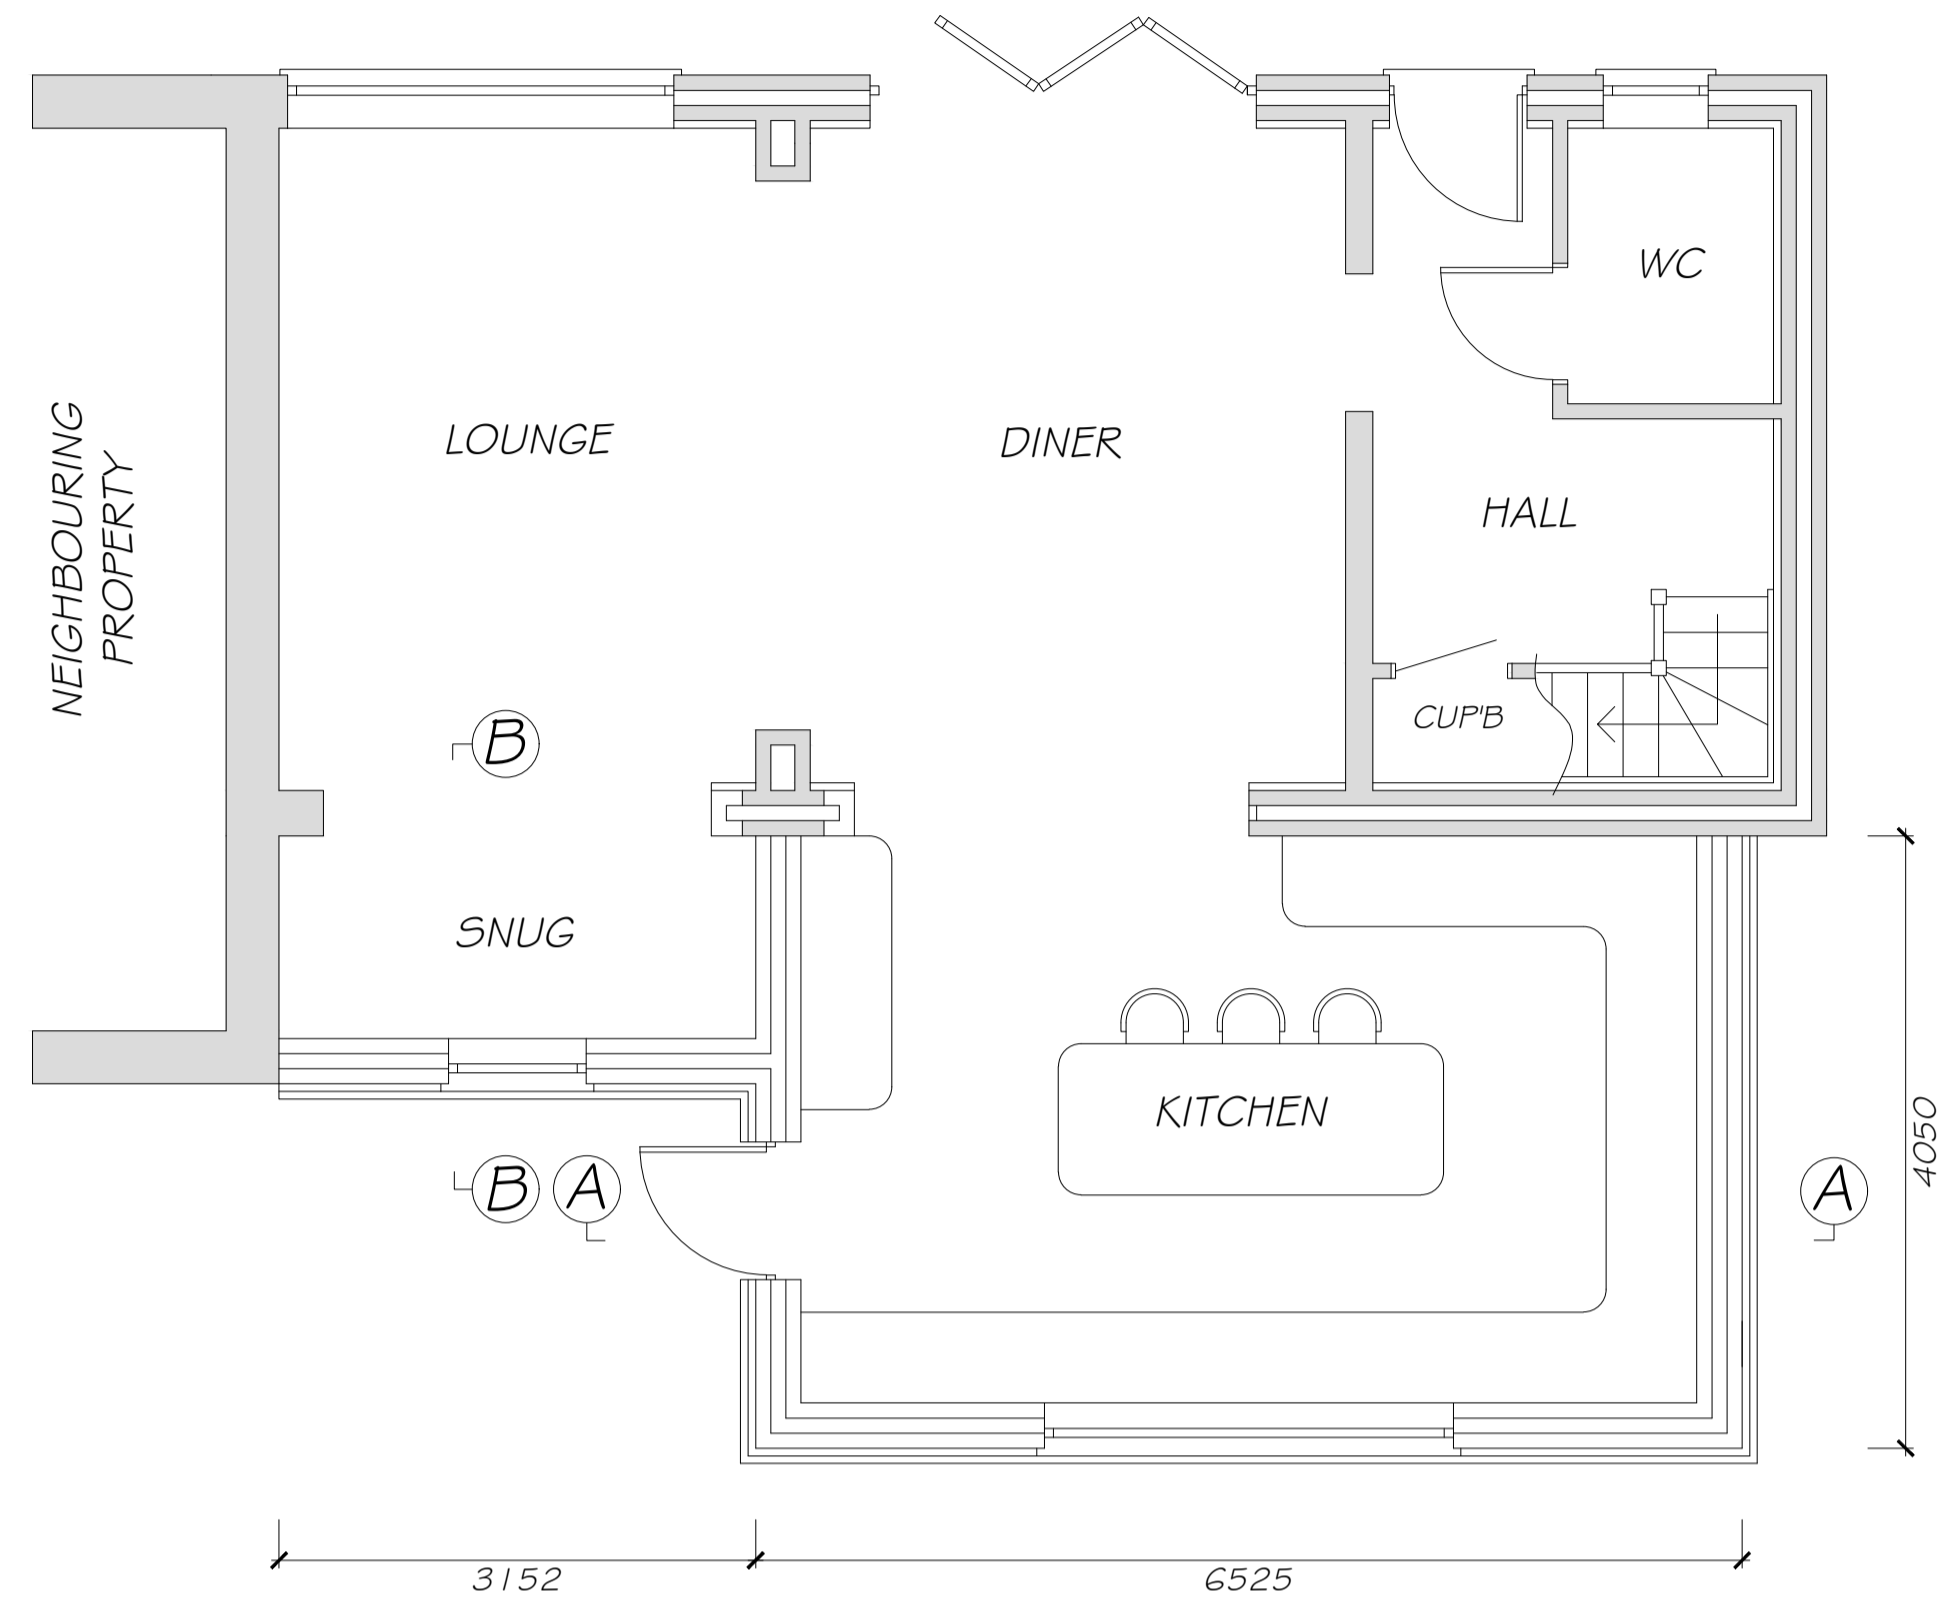 WC
LOUNGE
DINER
NEIGHBOURING
PROPERTY
HALL
CUP'B
B
SNUG
KITCHEN
B
A
A
4050
3152
6525